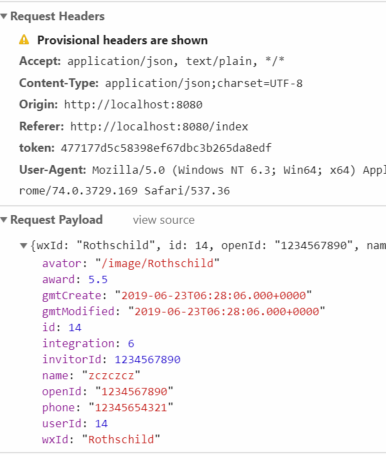 Request Headers
Provisional headers are shown
Accept: application/json, text/plain, */*
Content-Type: application/json;charset=UTF-8
Origin: http://localhost:8080
Referer: http://localhost:8080/index
token: 477177d5c58398ef67dbc3b265da8edf
User-Agent: Mozilla/5.0 (Windows NT 6.3; Win64; x64) Appl
rome/74.0.3729.169 Safari/537.36
Request Payload view source
{wxId: "Rothschild", id: 14, openId: "1234567890", nam
avator: "/image/Rothschild"
award: 5.5
gmtCreate: "2019-06-23T06:28:06.000+0000"
gmtModified: "2019-06-23T06:28:06.000+0000"
id: 14
integration: 6
invitorId: 1234567890
name: "zczczcz"
openId: "1234567890"
phone: "12345654321"
userId: 14
wxId: "Rothschild"